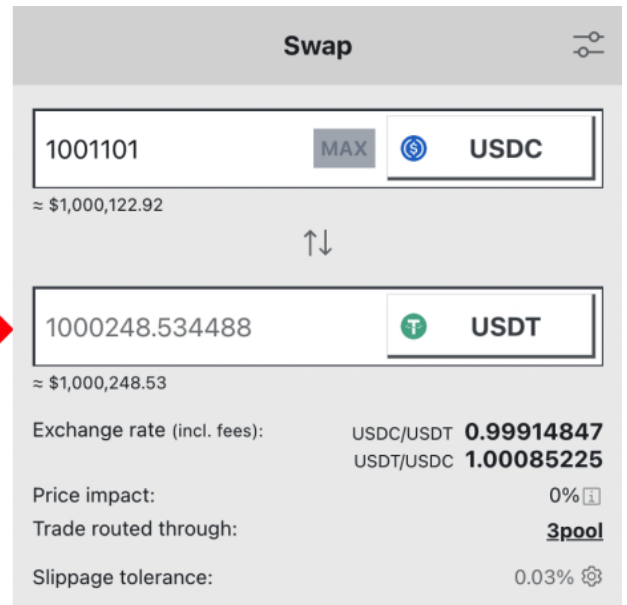 Swap
1001101 MAX USDC
≈ $1,000,122.92
1000248.534488 USDT
≈ $1,000,248.53
Exchange rate (incl. fees): USDC/USDT 0.99914847
USDT/USDC 1.00085225
Price impact: 0%
Trade routed through: 3pool
Slippage tolerance: 0.03%